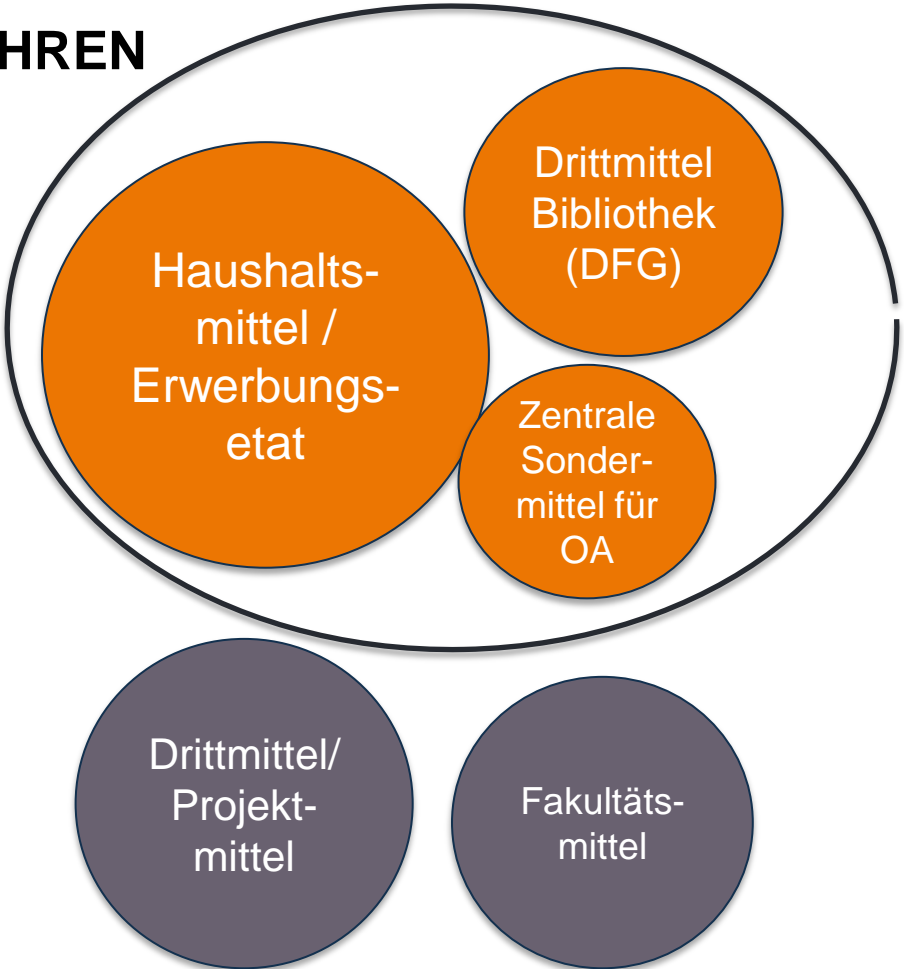 HREN
Drittmittel
Bibliothek
(DFG)
Haushalts-
mittel /
Erwerbungs-
etat
Zentrale
Sonder-
mittel für
OA
Drittmittel/
Projekt-
mittel
Fakultäts-
mittel